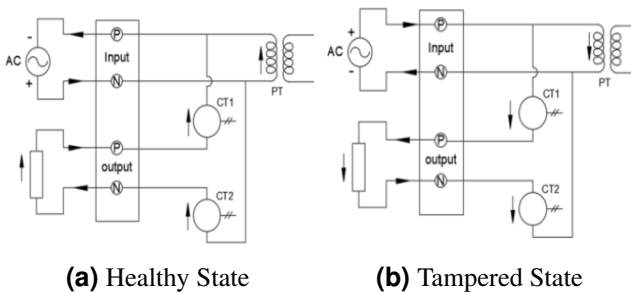 -
AC
+
P
Input
N
PT
CT1
P
output
N
CT2
(a) Healthy State
+
AC
-
P
Input
N
PT
CT1
P
output
N
CT2
(b) Tampered State